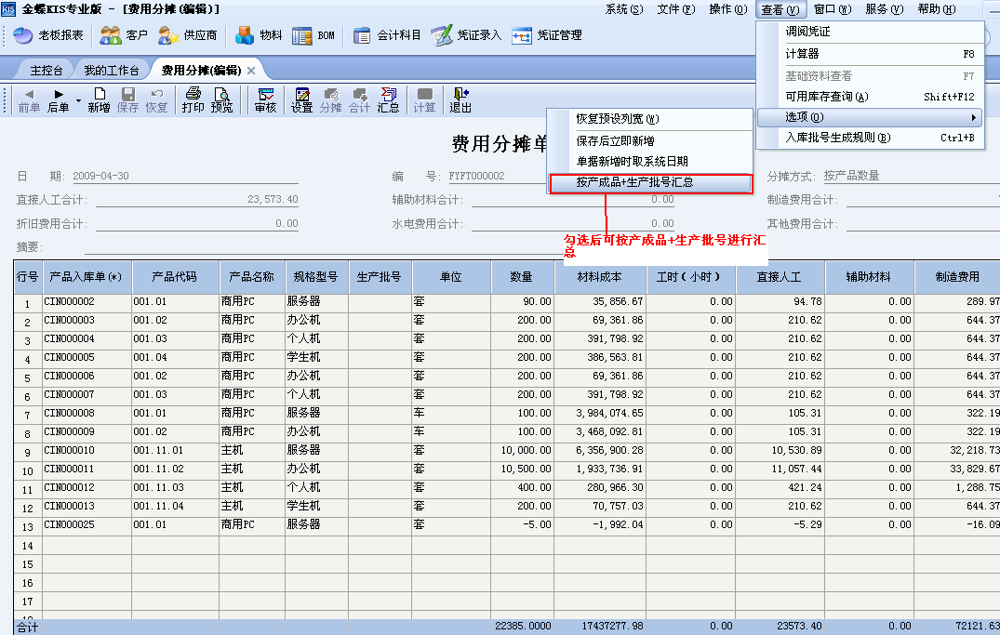 金蝶KIS专业版 - [费用分摊(编辑)]
系统(S) 文件(F) 操作(O) 查看(V) 窗口(W) 服务(V) 帮助(H)
老板报表 客户 供应商 物料 BOM 会计科目 凭证录入 凭证管理
主控台 我的工作台 费用分摊(编辑)
前单 后单 新增 保存 恢复 打印 预览 审核 设置 分摊 合计 汇总 计算 退出
调阅凭证
计算器 F8
基础资料查看 F7
可用库存查询(A) Shift+F12
选项(O)
入库批号生成规则(B) Ctrl+B
恢复预设列宽(W)
保存后立即新增
单据新增时取系统日期
按产成品+生产批号汇总
费用分摊单
日 期: 2009-04-30 编 号: FYFT000002 分摊方式: 按产品数量
直接人工合计: 23,573.40 辅助材料合计: 0.00 制造费用合计:
折旧费用合计: 0.00 水电费用合计: 0.00 其他费用合计:
摘要:
勾选后可按产成品+生产批号进行汇
总
行号 产品入库单(*) 产品代码 产品名称 规格型号 生产批号 单位 数量 材料成本 工时(小时) 直接人工 辅助材料 制造费用
1 CIN000002 001.01 商用PC 服务器 套 90.00 35,856.67 0.00 94.78 0.00 289.97
2 CIN000003 001.02 商用PC 办公机 套 200.00 69,361.86 0.00 210.62 0.00 644.37
3 CIN000004 001.03 商用PC 个人机 套 200.00 391,798.92 0.00 210.62 0.00 644.37
4 CIN000005 001.04 商用PC 学生机 套 200.00 386,563.81 0.00 210.62 0.00 644.37
5 CIN000006 001.02 商用PC 办公机 套 200.00 69,361.86 0.00 210.62 0.00 644.37
6 CIN000007 001.03 商用PC 个人机 套 200.00 391,798.92 0.00 210.62 0.00 644.37
7 CIN000008 001.01 商用PC 服务器 车 100.00 3,984,074.65 0.00 105.31 0.00 322.19
8 CIN000009 001.02 商用PC 办公机 车 100.00 3,468,092.81 0.00 105.31 0.00 322.19
9 CIN000010 001.11.01 主机 服务器 套 10,000.00 6,356,900.28 0.00 10,530.89 0.00 32,218.73
10 CIN000011 001.11.02 主机 办公机 套 10,500.00 1,933,736.91 0.00 11,057.44 0.00 33,829.67
11 CIN000012 001.11.03 主机 个人机 套 400.00 280,966.30 0.00 421.24 0.00 1,288.75
12 CIN000013 001.11.04 主机 学生机 套 200.00 70,757.03 0.00 210.62 0.00 644.37
13 CIN000025 001.01 商用PC 服务器 套 -5.00 -1,992.04 0.00 -5.29 0.00 -16.09
14
15
16
17
合计 22385.0000 17437277.98 0.00 23573.40 0.00 72121.63